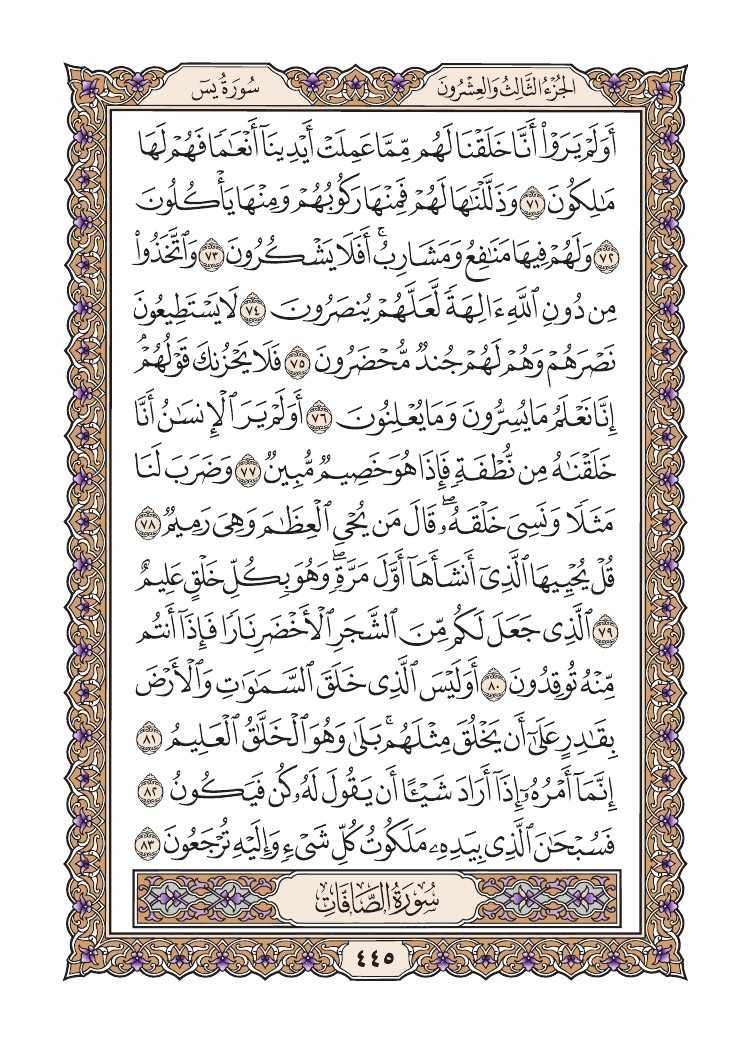 الجُزْءُ الثَّالِثُ وَالعِشْرُونَ
سُورَةُ يسٓ
أَوَلَمْ يَرَوْا۟ أَنَّا خَلَقْنَا لَهُم مِّمَّا عَمِلَتْ أَيْدِينَآ أَنْعَٰمًا فَهُمْ لَهَا
مَٰلِكُونَ ٧١ وَذَلَّلْنَٰهَا لَهُمْ فَمِنْهَا رَكُوبُهُمْ وَمِنْهَا يَأْكُلُونَ
٧٢ وَلَهُمْ فِيهَا مَنَٰفِعُ وَمَشَارِبُ ۚ أَفَلَا يَشْكُرُونَ ٧٣ وَٱتَّخَذُوا۟
مِن دُونِ ٱللَّهِ ءَالِهَةً لَّعَلَّهُمْ يُنصَرُونَ ٧٤ لَا يَسْتَطِيعُونَ
نَصْرَهُمْ وَهُمْ لَهُمْ جُندٌ مُّحْضَرُونَ ٧٥ فَلَا يَحْزُنكَ قَوْلُهُمْ ۘ
إِنَّا نَعْلَمُ مَا يُسِرُّونَ وَمَا يُعْلِنُونَ ٧٦ أَوَلَمْ يَرَ ٱلْإِنسَٰنُ أَنَّا
خَلَقْنَٰهُ مِن نُّطْفَةٍ فَإِذَا هُوَ خَصِيمٌ مُّبِينٌ ٧٧ وَضَرَبَ لَنَا
مَثَلًا وَنَسِىَ خَلْقَهُۥ ۖ قَالَ مَن يُحْىِ ٱلْعِظَٰمَ وَهِىَ رَمِيمٌ ٧٨
قُلْ يُحْيِيهَا ٱلَّذِىٓ أَنشَأَهَآ أَوَّلَ مَرَّةٍ ۖ وَهُوَ بِكُلِّ خَلْقٍ عَلِيمٌ
٧٩ ٱلَّذِى جَعَلَ لَكُم مِّنَ ٱلشَّجَرِ ٱلْأَخْضَرِ نَارًا فَإِذَآ أَنتُم
مِّنْهُ تُوقِدُونَ ٨٠ أَوَلَيْسَ ٱلَّذِى خَلَقَ ٱلسَّمَٰوَٰتِ وَٱلْأَرْضَ
بِقَٰدِرٍ عَلَىٰٓ أَن يَخْلُقَ مِثْلَهُم ۚ بَلَىٰ وَهُوَ ٱلْخَلَّٰقُ ٱلْعَلِيمُ ٨١
إِنَّمَآ أَمْرُهُۥٓ إِذَآ أَرَادَ شَيْـًٔا أَن يَقُولَ لَهُۥ كُن فَيَكُونُ ٨٢
فَسُبْحَٰنَ ٱلَّذِى بِيَدِهِۦ مَلَكُوتُ كُلِّ شَىْءٍ وَإِلَيْهِ تُرْجَعُونَ ٨٣
سُورَةُ الصَّافَاتِ
٤٤٥